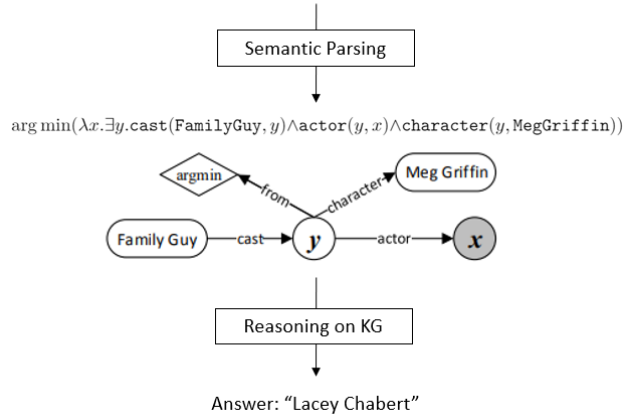 Semantic Parsing
arg min(λx.∃y.cast(FamilyGuy, y)∧actor(y, x)∧character(y, MegGriffin))
argmin
from
character
Meg Griffin
Family Guy
cast
y
actor
x
Reasoning on KG
Answer: “Lacey Chabert”